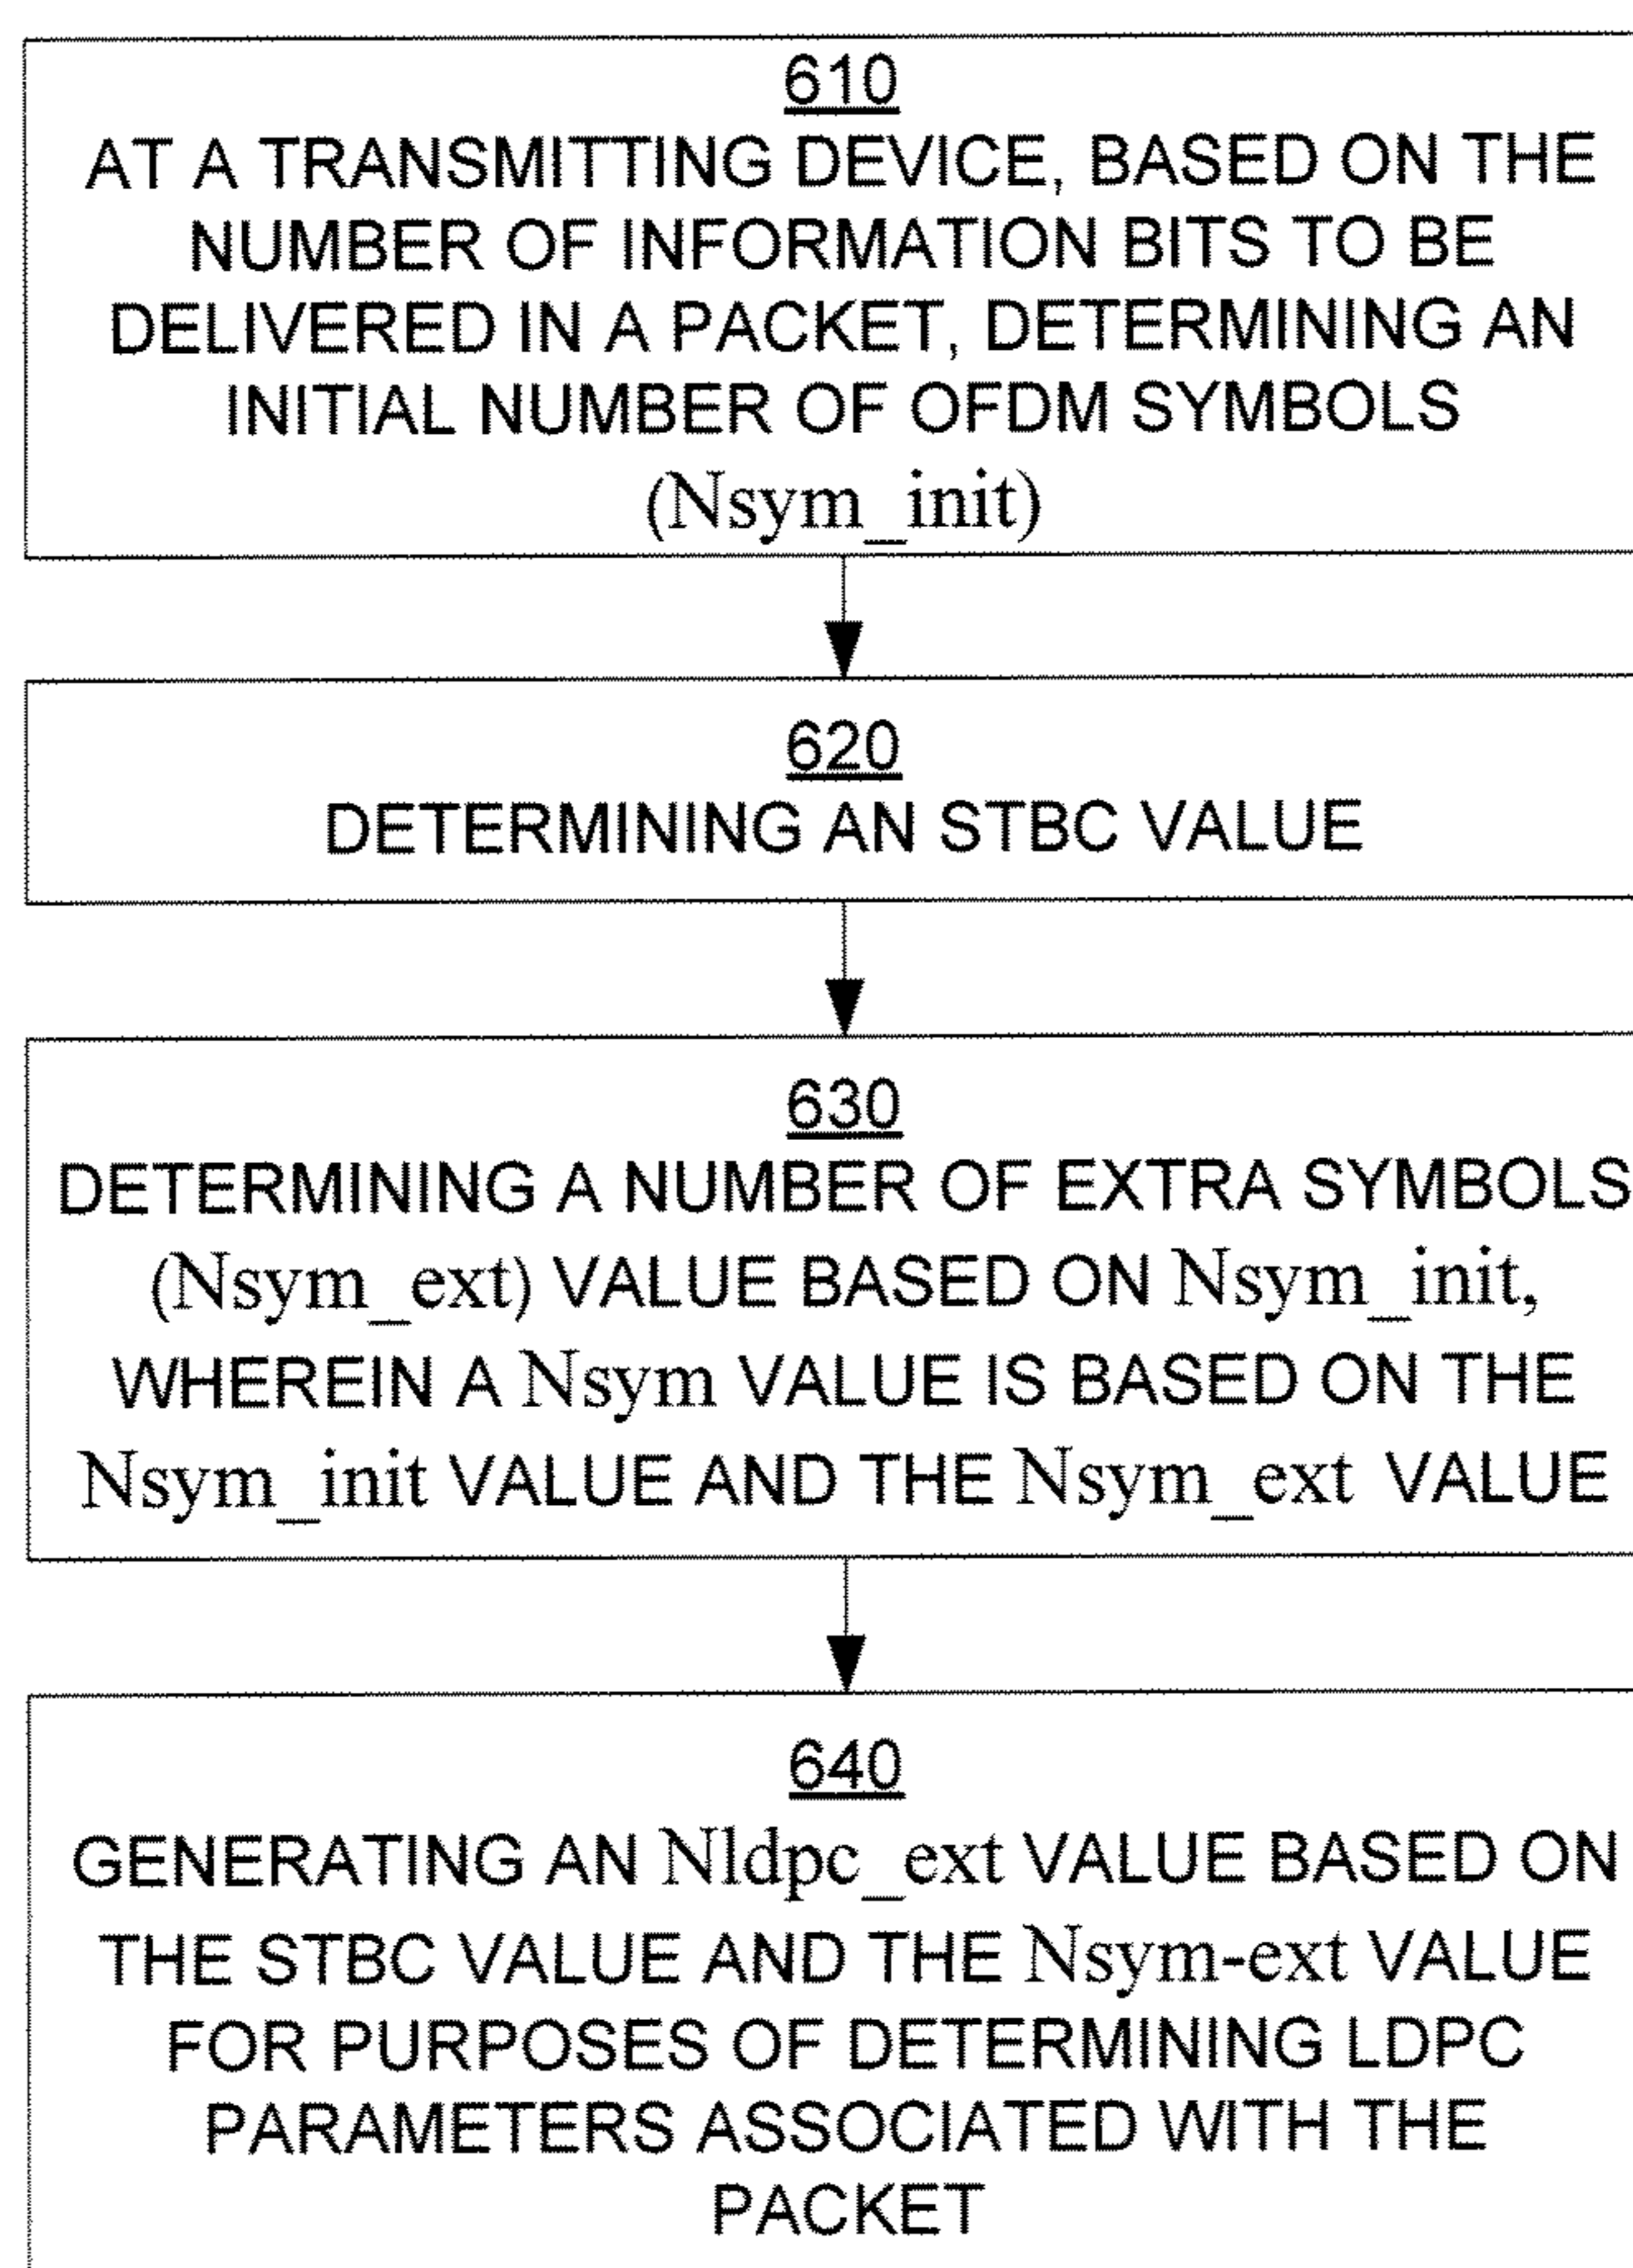 610
AT A TRANSMITTING DEVICE, BASED ON THE
NUMBER OF INFORMATION BITS TO BE
DELIVERED IN A PACKET, DETERMINING AN
INITIAL NUMBER OF OFDM SYMBOLS
(Nsym_init)
620
DETERMINING AN STBC VALUE
630
DETERMINING A NUMBER OF EXTRA SYMBOLS
(Nsym_ext) VALUE BASED ON Nsym_init,
WHEREIN A Nsym VALUE IS BASED ON THE
Nsym_init VALUE AND THE Nsym_ext VALUE
640
GENERATING AN Nldpc_ext VALUE BASED ON
THE STBC VALUE AND THE Nsym-ext VALUE
FOR PURPOSES OF DETERMINING LDPC
PARAMETERS ASSOCIATED WITH THE
PACKET